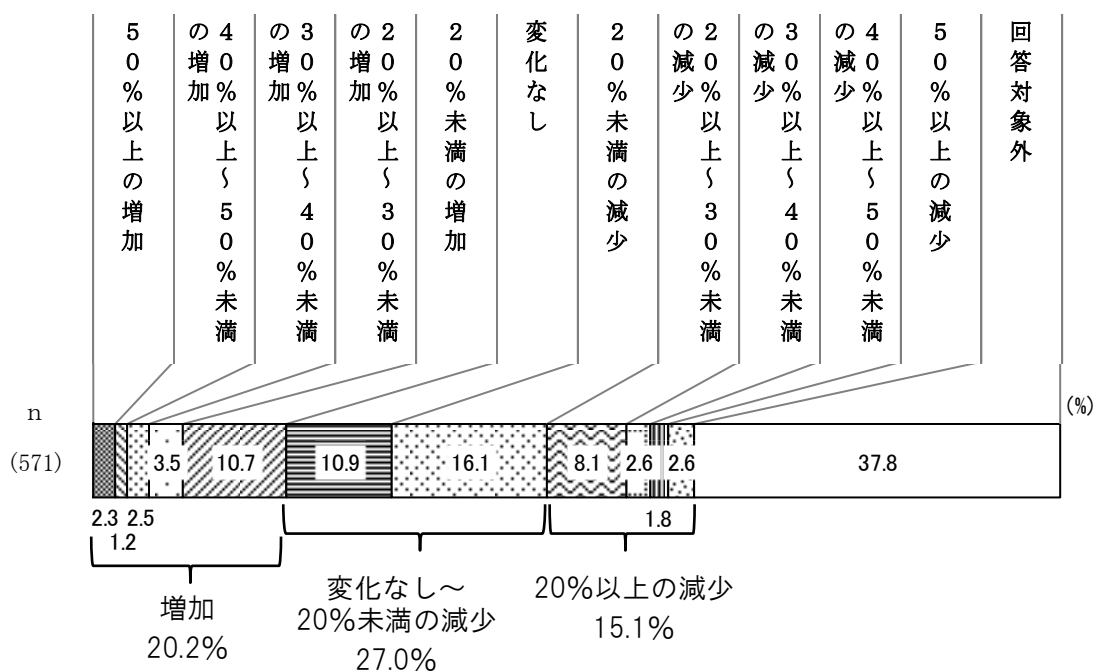 50%以上の増加
40%以上～50%未満
の増加
30%以上～40%未満
の増加
20%以上～30%未満
の増加
20%未満の増加
変化なし
20%未満の減少
20%以上～30%未満
の減少
30%以上～40%未満
の減少
40%以上～50%未満
の減少
50%以上の減少
回答対象外
n
(%)
(571)
3.5
10.7
10.9
16.1
8.1
2.6
2.6
37.8
2.3
2.5
1.2
1.8
増加
20.2%
変化なし～
20%未満の減少
27.0%
20%以上の減少
15.1%